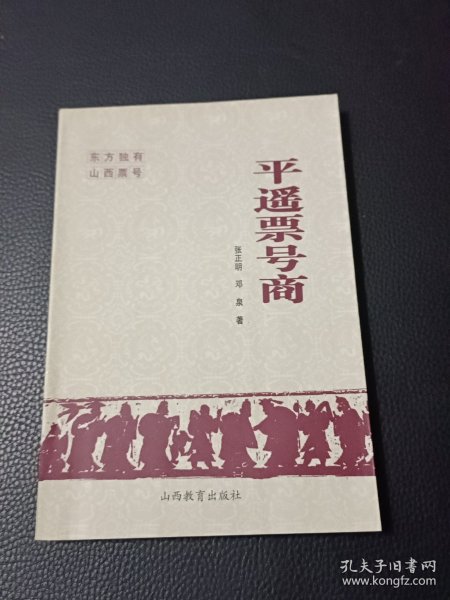 东方独有
山西票号
平遥票号商
张正明 邓泉 著
山西教育出版社
孔夫子旧书网
www.kongfz.com